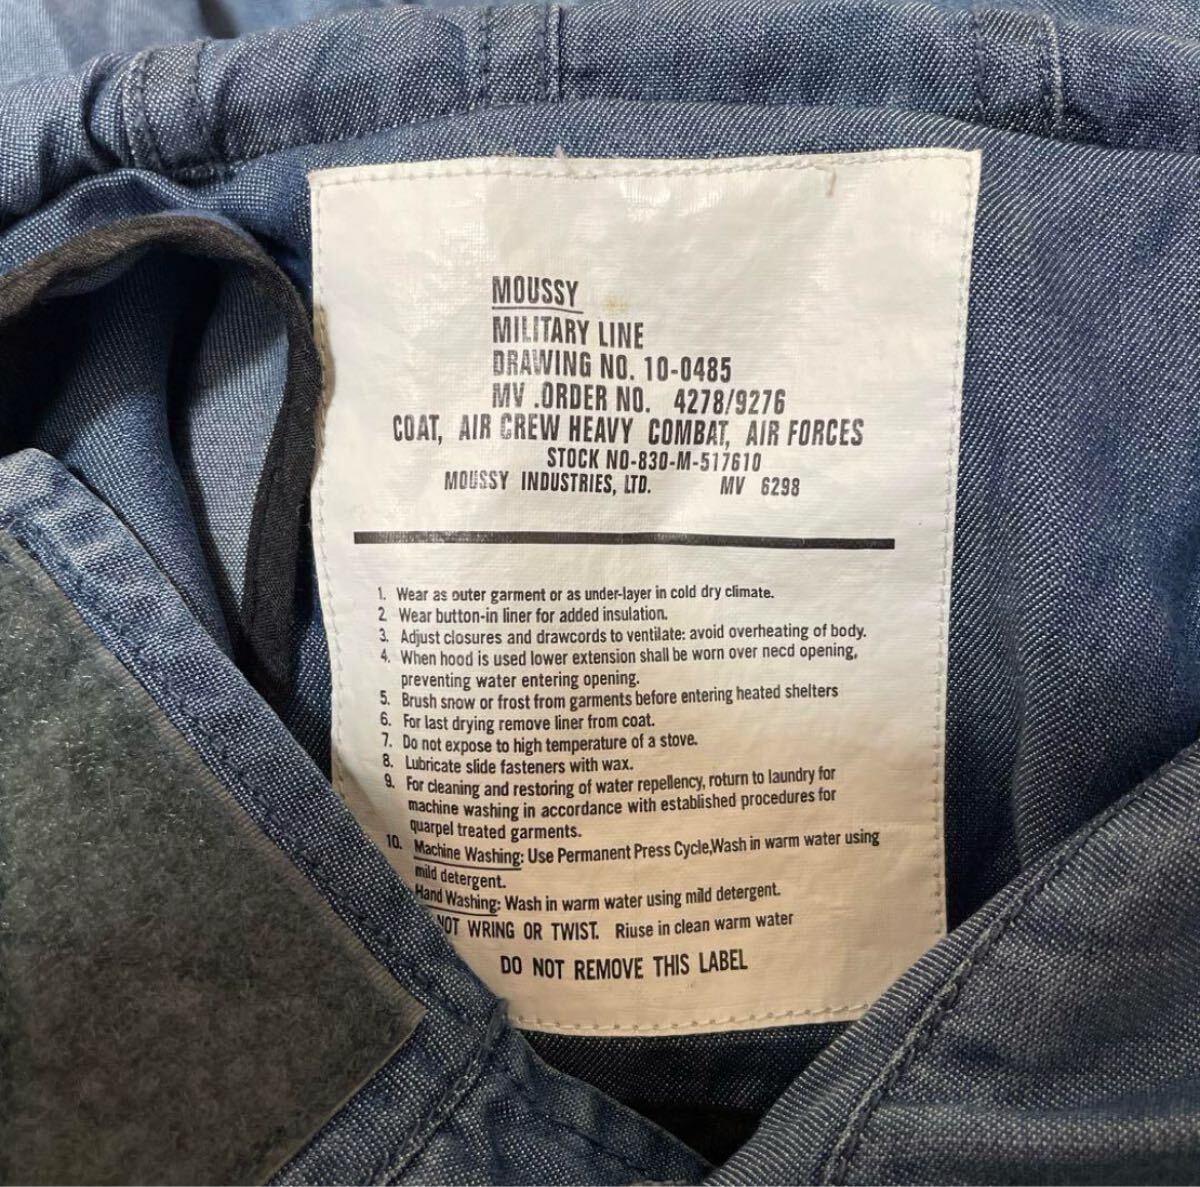 MOUSSY
MILITARY LINE
DRAWING NO. 10-0485
MV .ORDER NO. 4278/9276
COAT, AIR CREW HEAVY COMBAT, AIR FORCES
STOCK NO-830-M-517610
MOUSSY INDUSTRIES, LTD. MV 6298
1. Wear as outer garment or as under-layer in cold dry climate.
2. Wear button-in liner for added insulation.
3. Adjust closures and drawcords to ventilate: avoid overheating of body.
4. When hood is used lower extension shall be worn over necd opening,
preventing water entering opening.
5. Brush snow or frost from garments before entering heated shelters
6. For last drying remove liner from coat.
7. Do not expose to high temperature of a stove.
8. Lubricate slide fasteners with wax.
9. For cleaning and restoring of water repellency, roturn to laundry for
machine washing in accordance with established procedures for
quarpel treated garments.
10. Machine Washing: Use Permanent Press Cycle,Wash in warm water using
mild detergent.
Hand Washing: Wash in warm water using mild detergent.
NOT WRING OR TWIST. Riuse in clean warm water
DO NOT REMOVE THIS LABEL